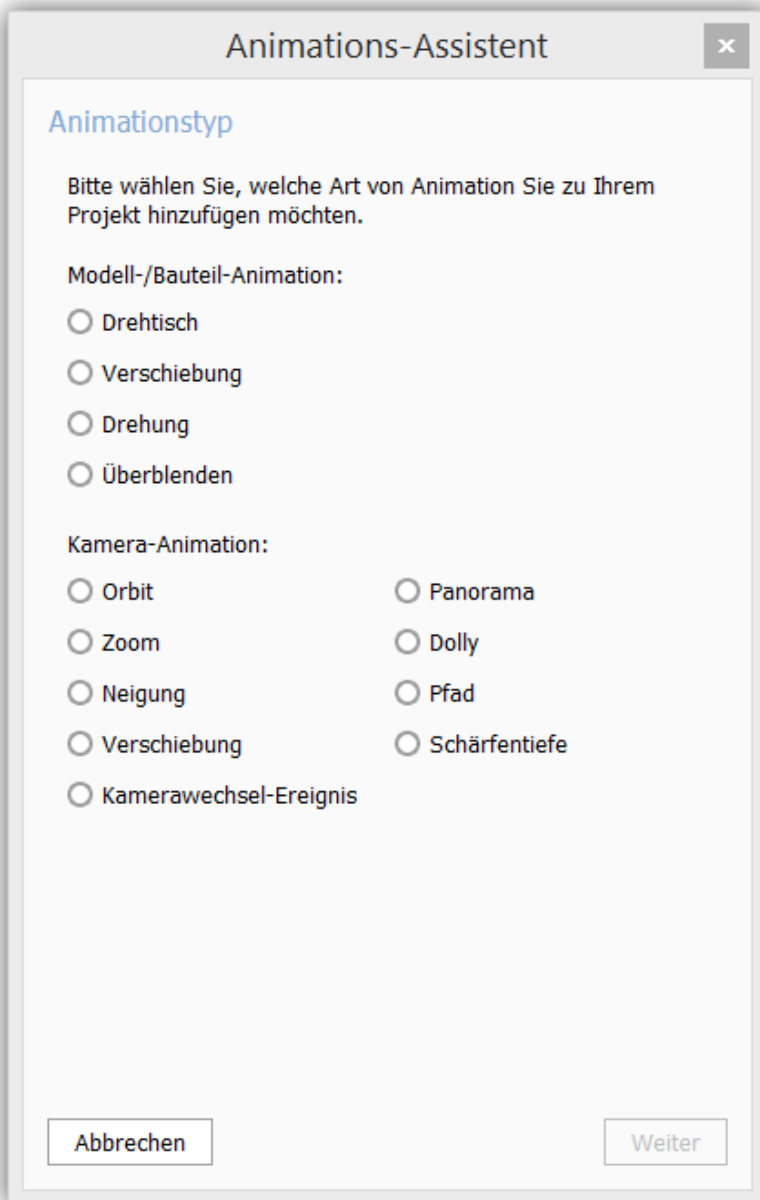 Animations-Assistent
Animationstyp
Bitte wählen Sie, welche Art von Animation Sie zu Ihrem
Projekt hinzufügen möchten.
Modell-/Bauteil-Animation:
Drehtisch
Verschiebung
Drehung
Überblenden
Kamera-Animation:
Orbit
Panorama
Zoom
Dolly
Neigung
Pfad
Verschiebung
Schärfentiefe
Kamerawechsel-Ereignis
Abbrechen
Weiter